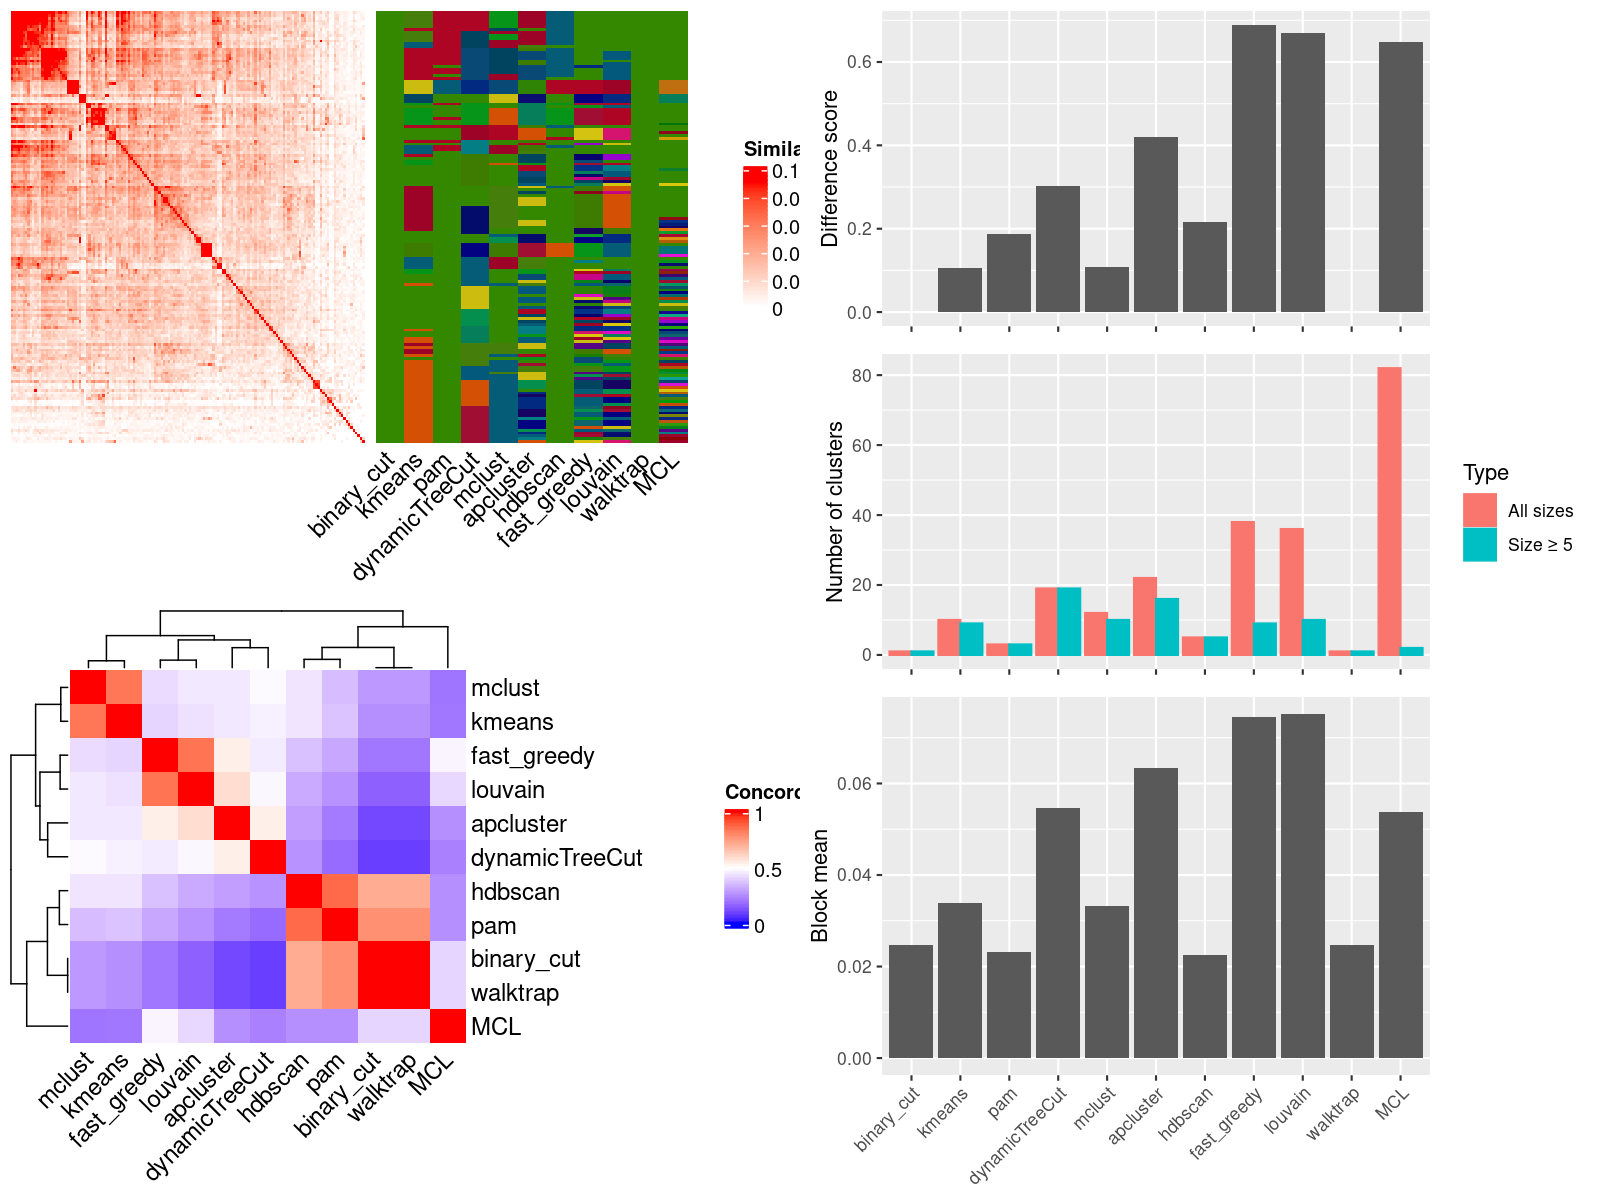 Simila
0.1
0.0
0.0
0.0
0.0
0
binary_cut
kmeans
pam
dynamicTreeCut
mclust
apcluster
hdbscan
fast_greedy
louvain
walktrap
MCL
mclust
kmeans
fast_greedy
louvain
apcluster
dynamicTreeCut
hdbscan
pam
binary_cut
walktrap
MCL
Concord
1
0.5
0
mclust
kmeans
fast_greedy
louvain
apcluster
dynamicTreeCut
hdbscan
pam
binary_cut
walktrap
MCL
Difference score
0.6
0.4
0.2
0.0
Number of clusters
80
60
40
20
0
Type
All sizes
Size ≥ 5
Block mean
0.06
0.04
0.02
0.00
binary_cut
kmeans
pam
dynamicTreeCut
mclust
apcluster
hdbscan
fast_greedy
louvain
walktrap
MCL